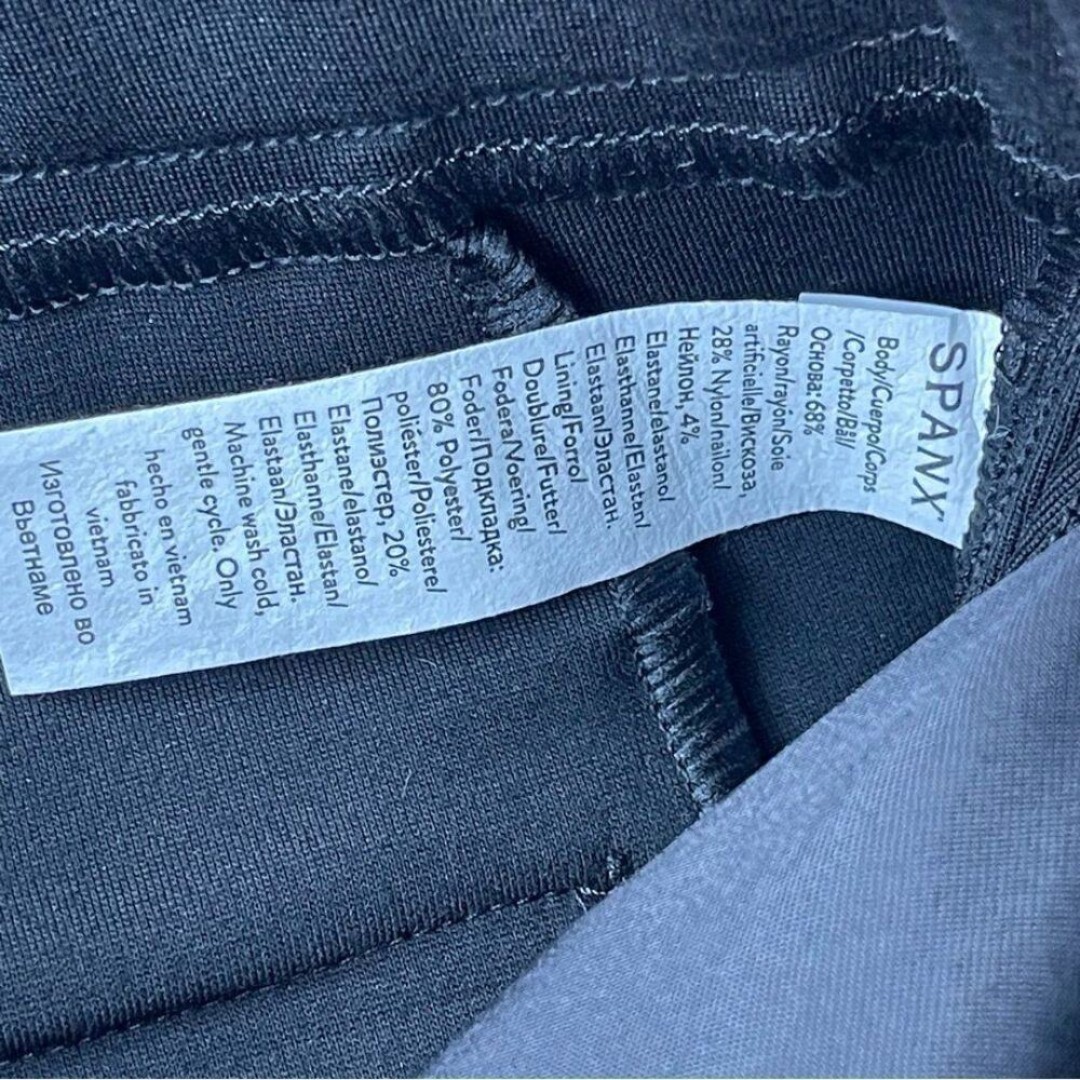 SPANX
Body/Cuerpo/Corps
/Corpetto/Bål/
Основа: 68%
Rayon/rayón/Soie
artificielle/Вискоза,
28% Nylon/nailon/
Нейлон, 4%
Elastane/elastano/
Elasthanne/Elastan/
Elastaan/Эластан.
Lining/Forro/
Doublure/Futter/
Fodera/Voering/
Foder/Подкладка:
80% Polyester/
poliéster/Poliestere/
Полиэстер, 20%
Elastane/elastano/
Elasthanne/Elastan/
Elastaan/Эластан.
Machine wash cold,
gentle cycle. Only
hecho en vietnam
fabbricato in
vietnam
Изготовлено во
Вьетнаме